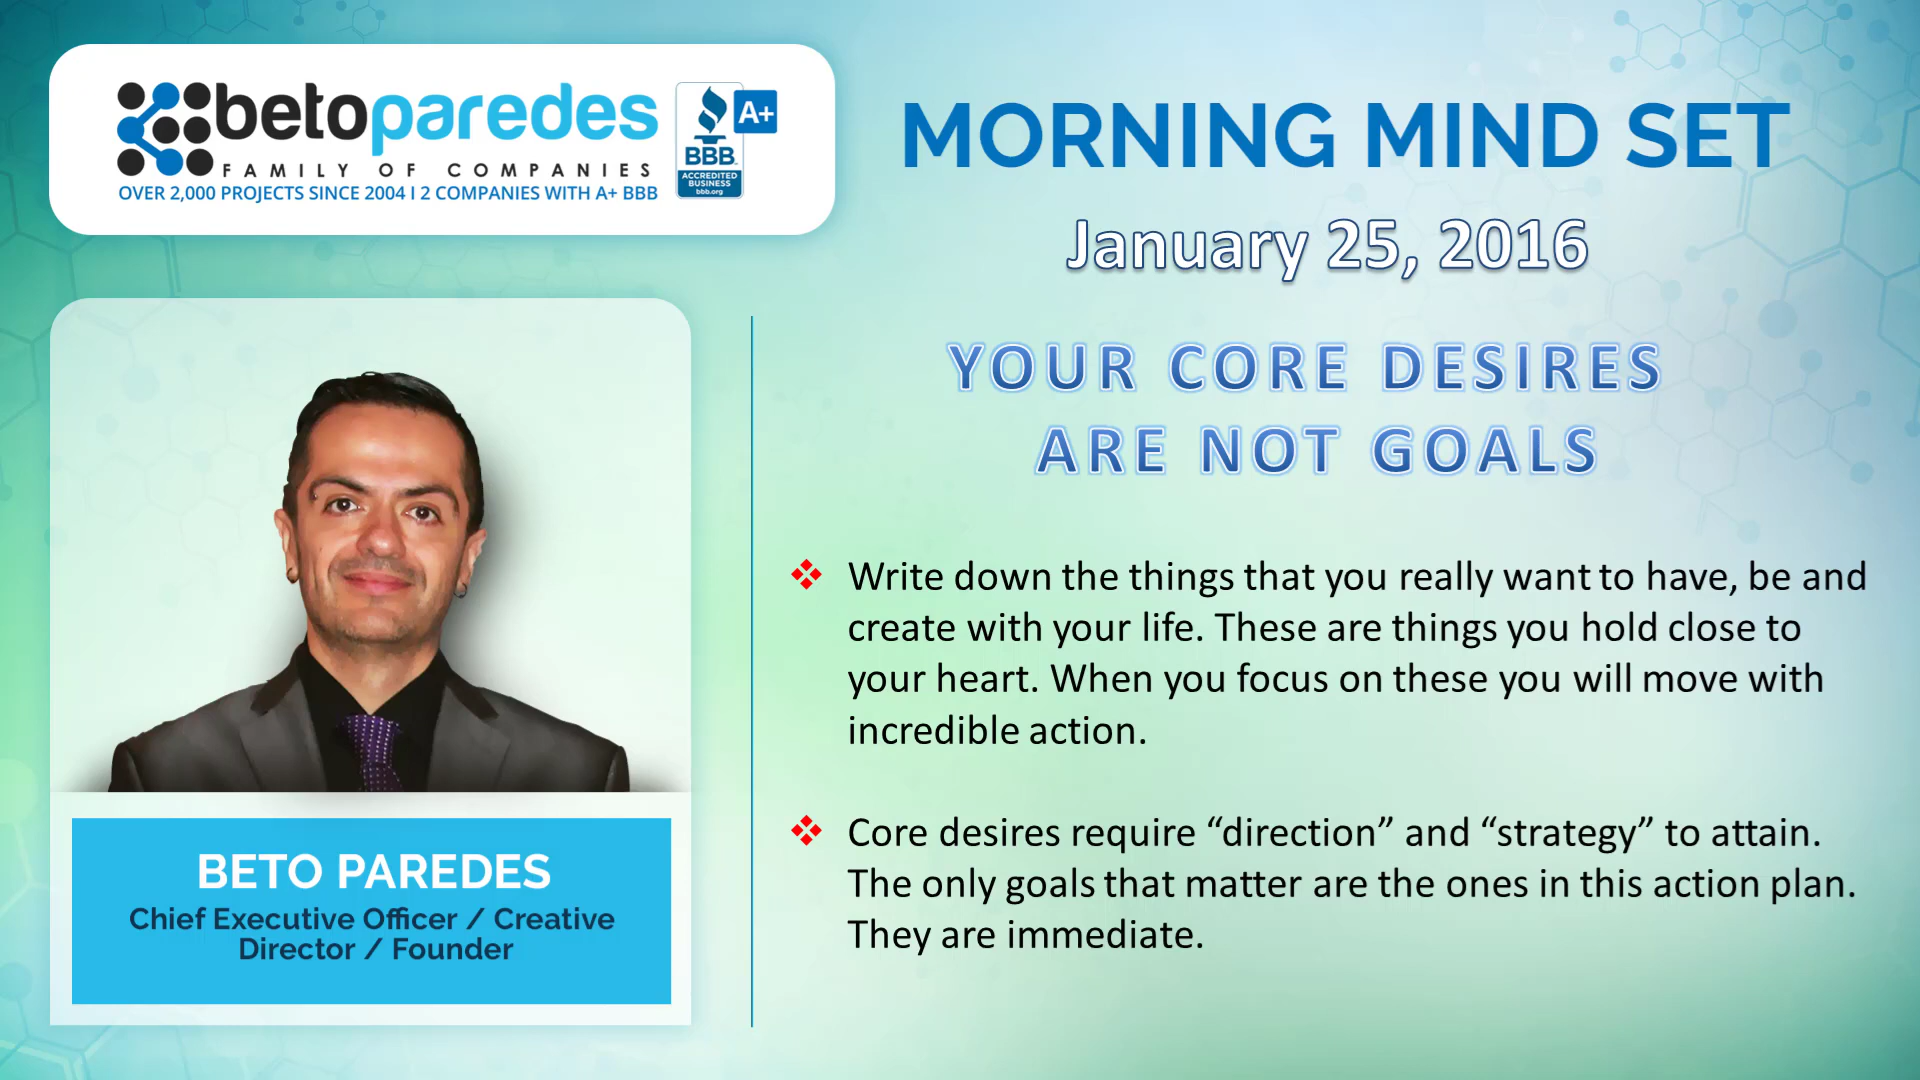 betoparedes
FAMILY OF COMPANIES
OVER 2,000 PROJECTS SINCE 2004 I 2 COMPANIES WITH A+ BBB
A+
BBB
ACCREDITED
BUSINESS
bbb.org
MORNING MIND SET
January 25, 2016
YOUR CORE DESIRES
ARE NOT GOALS
Write down the things that you really want to have, be and
create with your life. These are things you hold close to
your heart. When you focus on these you will move with
incredible action.
Core desires require “direction” and “strategy” to attain.
The only goals that matter are the ones in this action plan.
They are immediate.
BETO PAREDES
Chief Executive Officer / Creative
Director / Founder